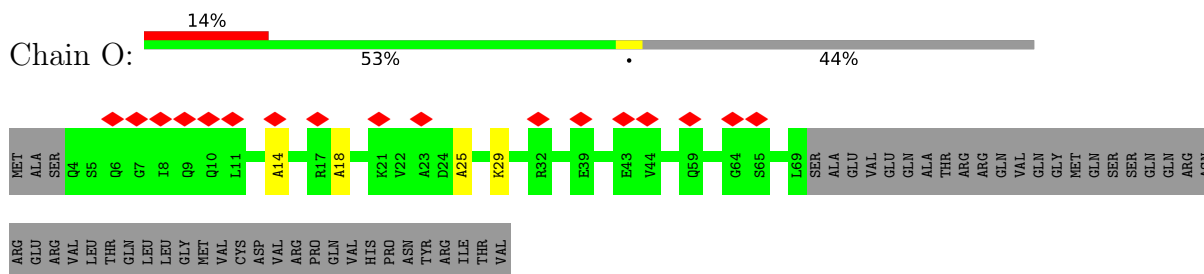 14%
Chain O:
53% • 44%
MET ALA SER Q4 S5 Q6 G7 I8 Q9 Q10 L11 A14 R17 A18 K21 V22 A23 D24 A25 K29 R32 E39 E43 V44 Q59 G64 S65 L69 SER ALA GLU VAL GLU GLN ALA THR ARG ARG GLN VAL GLN GLY MET GLN SER SER GLN GLN ARG
ARG GLU ARG VAL LEU THR GLN LEU LEU GLY MET VAL CYS ASP VAL ARG PRO GLN VAL HIS PRO ASN TYR ARG ILE THR VAL